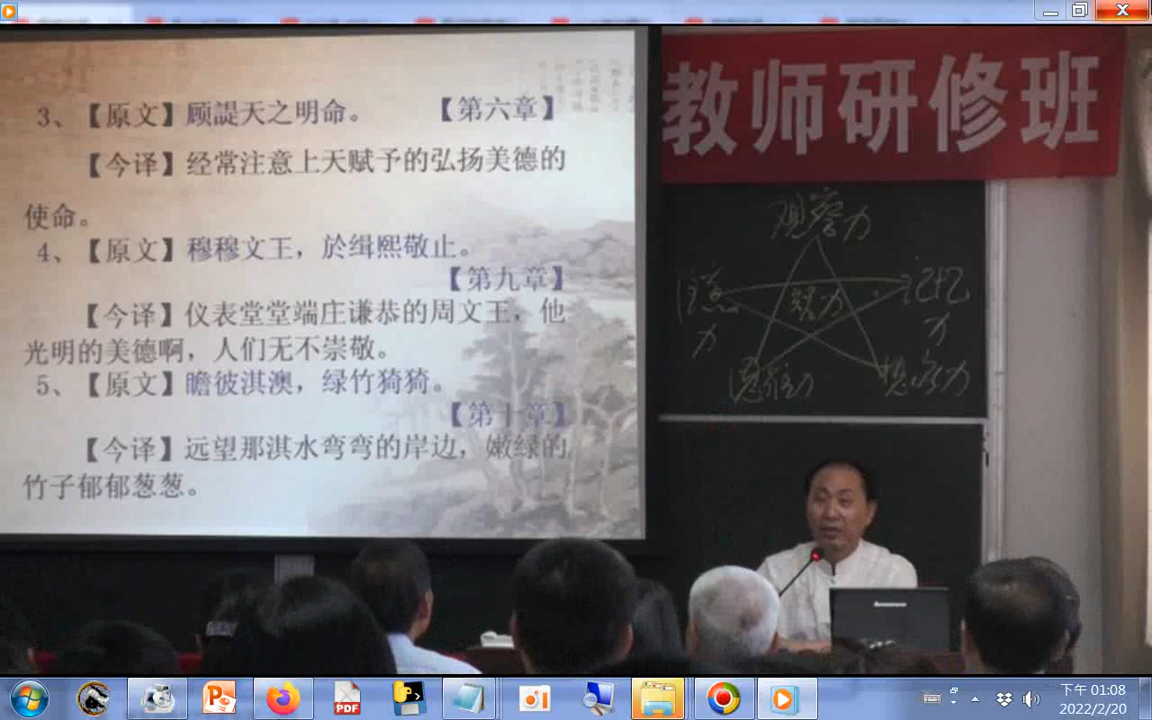 3、【原文】顾諟天之明命。 【第六章】
【今译】经常注意上天赋予的弘扬美德的
使命。
4、【原文】穆穆文王，於缉熙敬止。
【第九章】
【今译】仪表堂堂端庄谦恭的周文王，他
光明的美德啊，人们无不崇敬。
5、【原文】瞻彼淇澳，绿竹猗猗。
【第十章】
【今译】远望那淇水弯弯的岸边，嫩绿的
竹子郁郁葱葱。
教师研修班
观察力
注意
力
记忆
力
想象力
lenovo
PDF
下午 01:08
2022/2/20